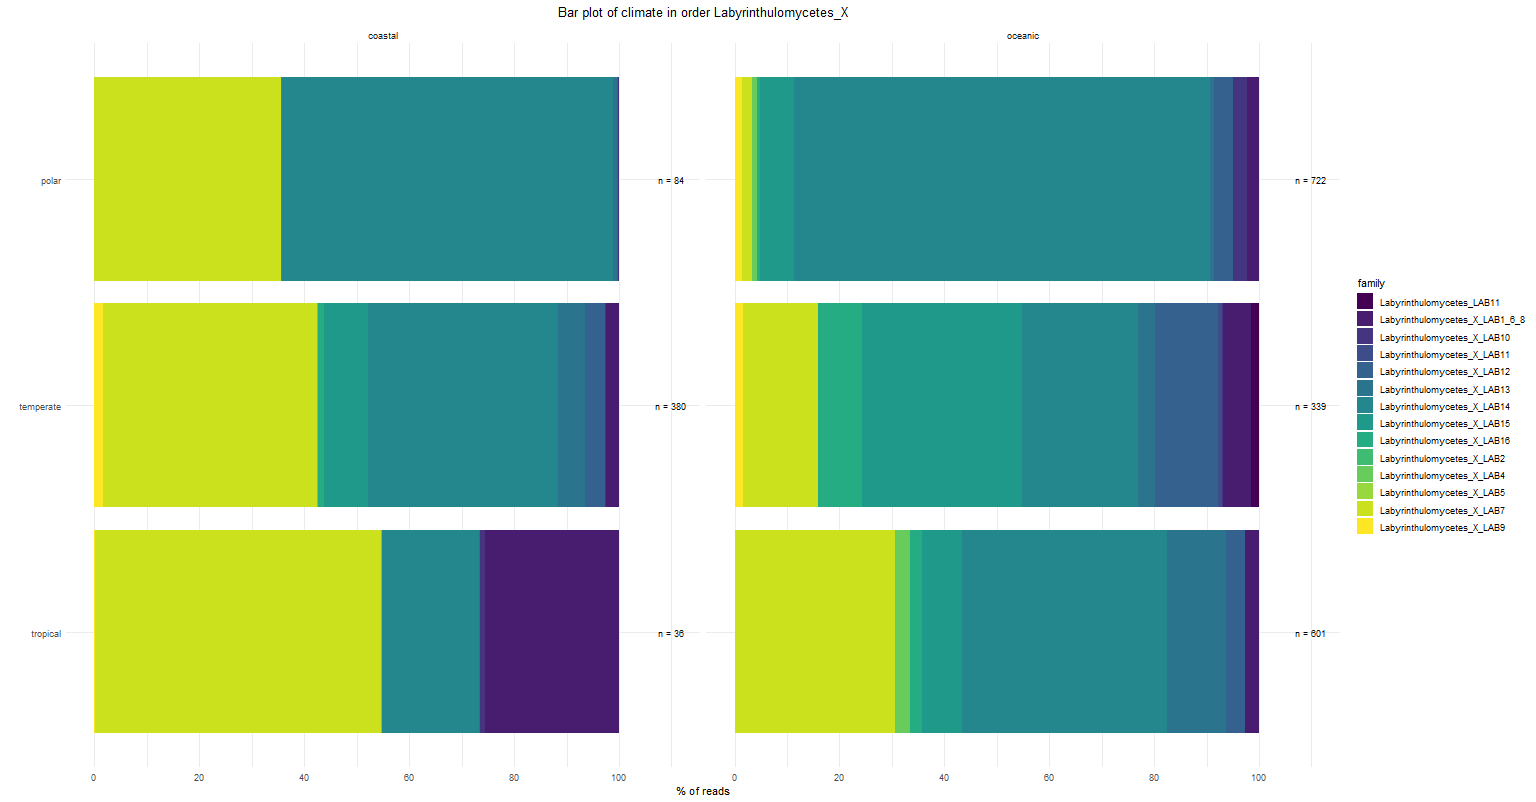 Bar plot of climate in order Labyrinthulomycetes_X
coastal
oceanic
polar
n = 84
n = 722
temperate
n = 380
n = 339
tropical
n = 36
n = 601
0 20 40 60 80 100
0 20 40 60 80 100
% of reads
family
Labyrinthulomycetes_LAB11
Labyrinthulomycetes_X_LAB1_6_8
Labyrinthulomycetes_X_LAB10
Labyrinthulomycetes_X_LAB11
Labyrinthulomycetes_X_LAB12
Labyrinthulomycetes_X_LAB13
Labyrinthulomycetes_X_LAB14
Labyrinthulomycetes_X_LAB15
Labyrinthulomycetes_X_LAB16
Labyrinthulomycetes_X_LAB2
Labyrinthulomycetes_X_LAB4
Labyrinthulomycetes_X_LAB5
Labyrinthulomycetes_X_LAB7
Labyrinthulomycetes_X_LAB9